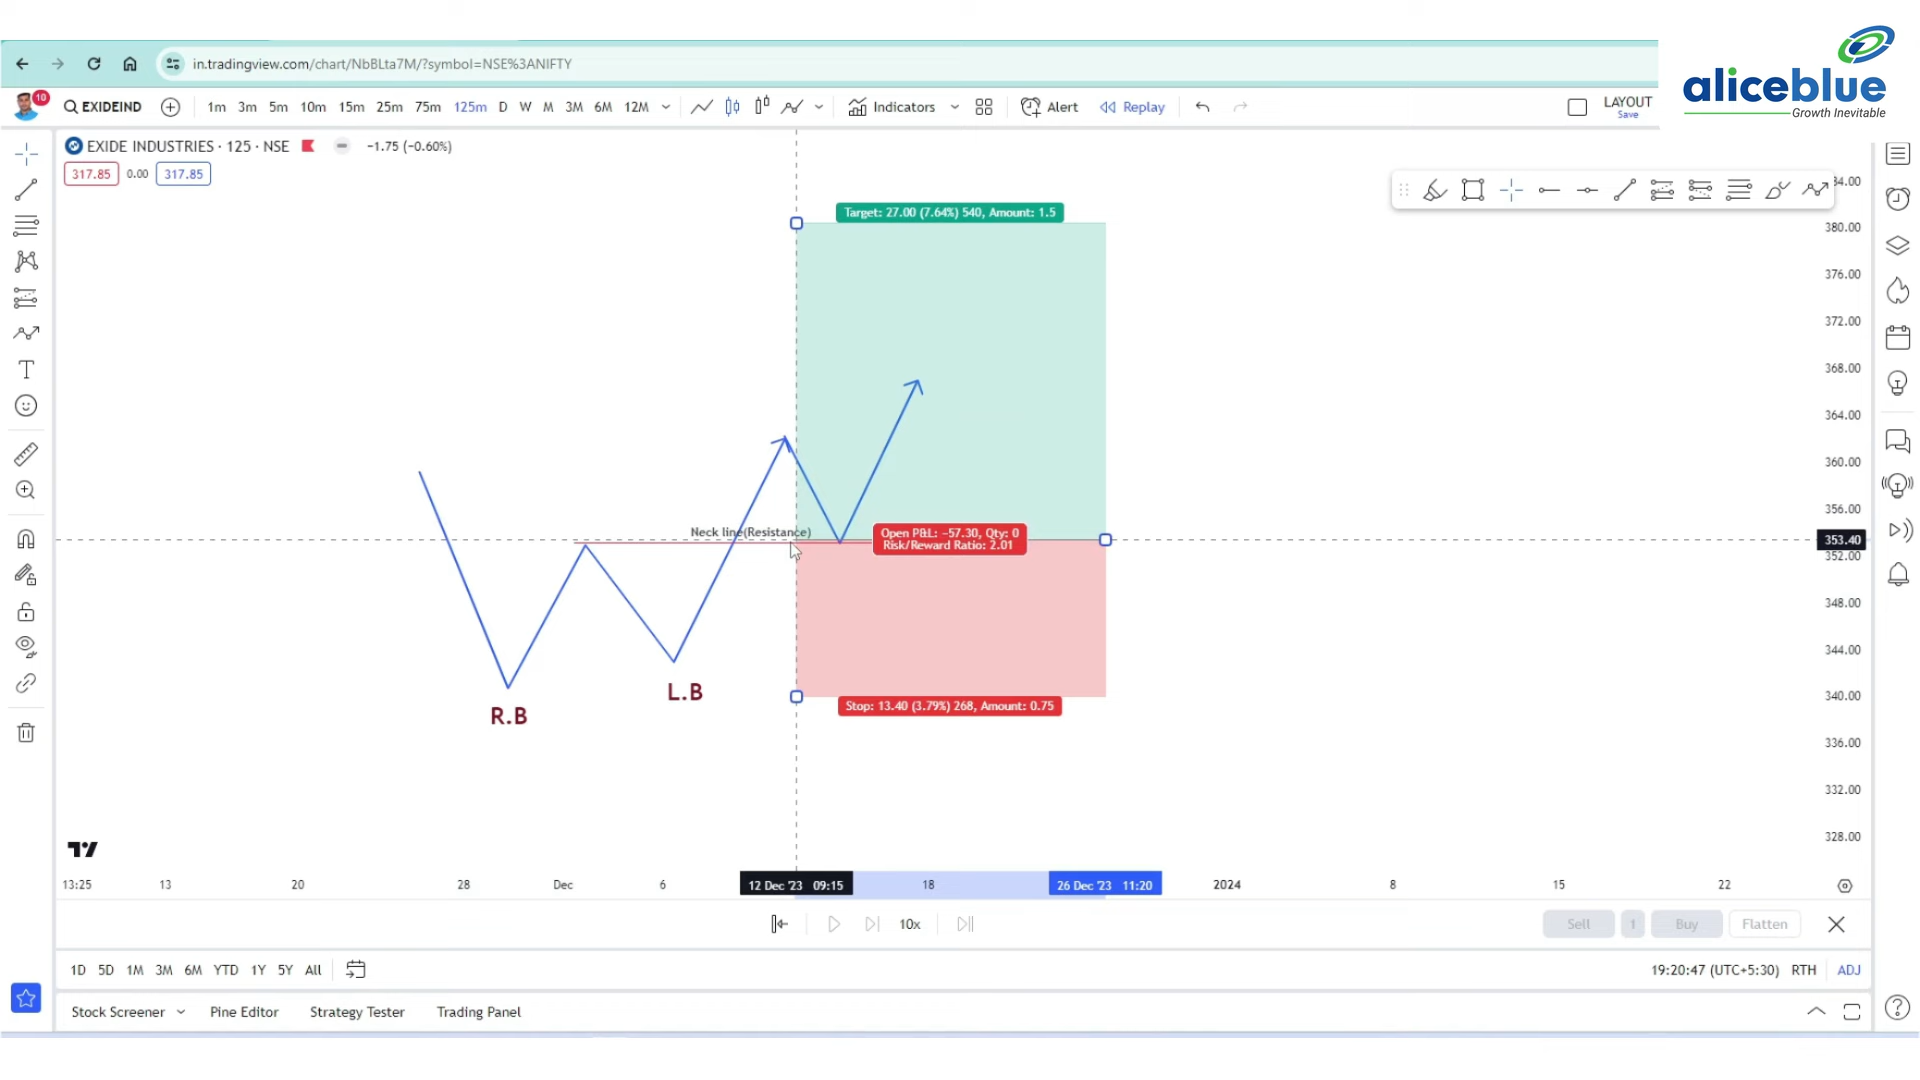 in.tradingview.com/chart/NbBLta7M/?symbol=NSE%3ANIFTY
aliceblue
Growth Inevitable
10
EXIDEIND 1m 3m 5m 10m 15m 25m 75m 125m D W M 3M 6M 12M Indicators Alert Replay LAYOUT
Save
EXIDE INDUSTRIES · 125 · NSE −1.75 (−0.60%)
317.85 0.00 317.85
84.00
Target: 27.00 (7.64%) 540, Amount: 1.5
380.00
376.00
372.00
368.00
364.00
360.00
356.00
Neck line(Resistance)
Open P&L: −57.30, Qty: 0
Risk/Reward Ratio: 2.01
353.40
352.00
348.00
344.00
L.B
340.00
Stop: 13.40 (3.79%) 268, Amount: 0.75
R.B
336.00
332.00
328.00
13:25 13 20 28 Dec 6 12 Dec '23 09:15 18 26 Dec '23 11:20 2024 8 15 22
10x Sell 1 Buy Flatten
1D 5D 1M 3M 6M YTD 1Y 5Y All 19:20:47 (UTC+5:30) RTH ADJ
Stock Screener Pine Editor Strategy Tester Trading Panel